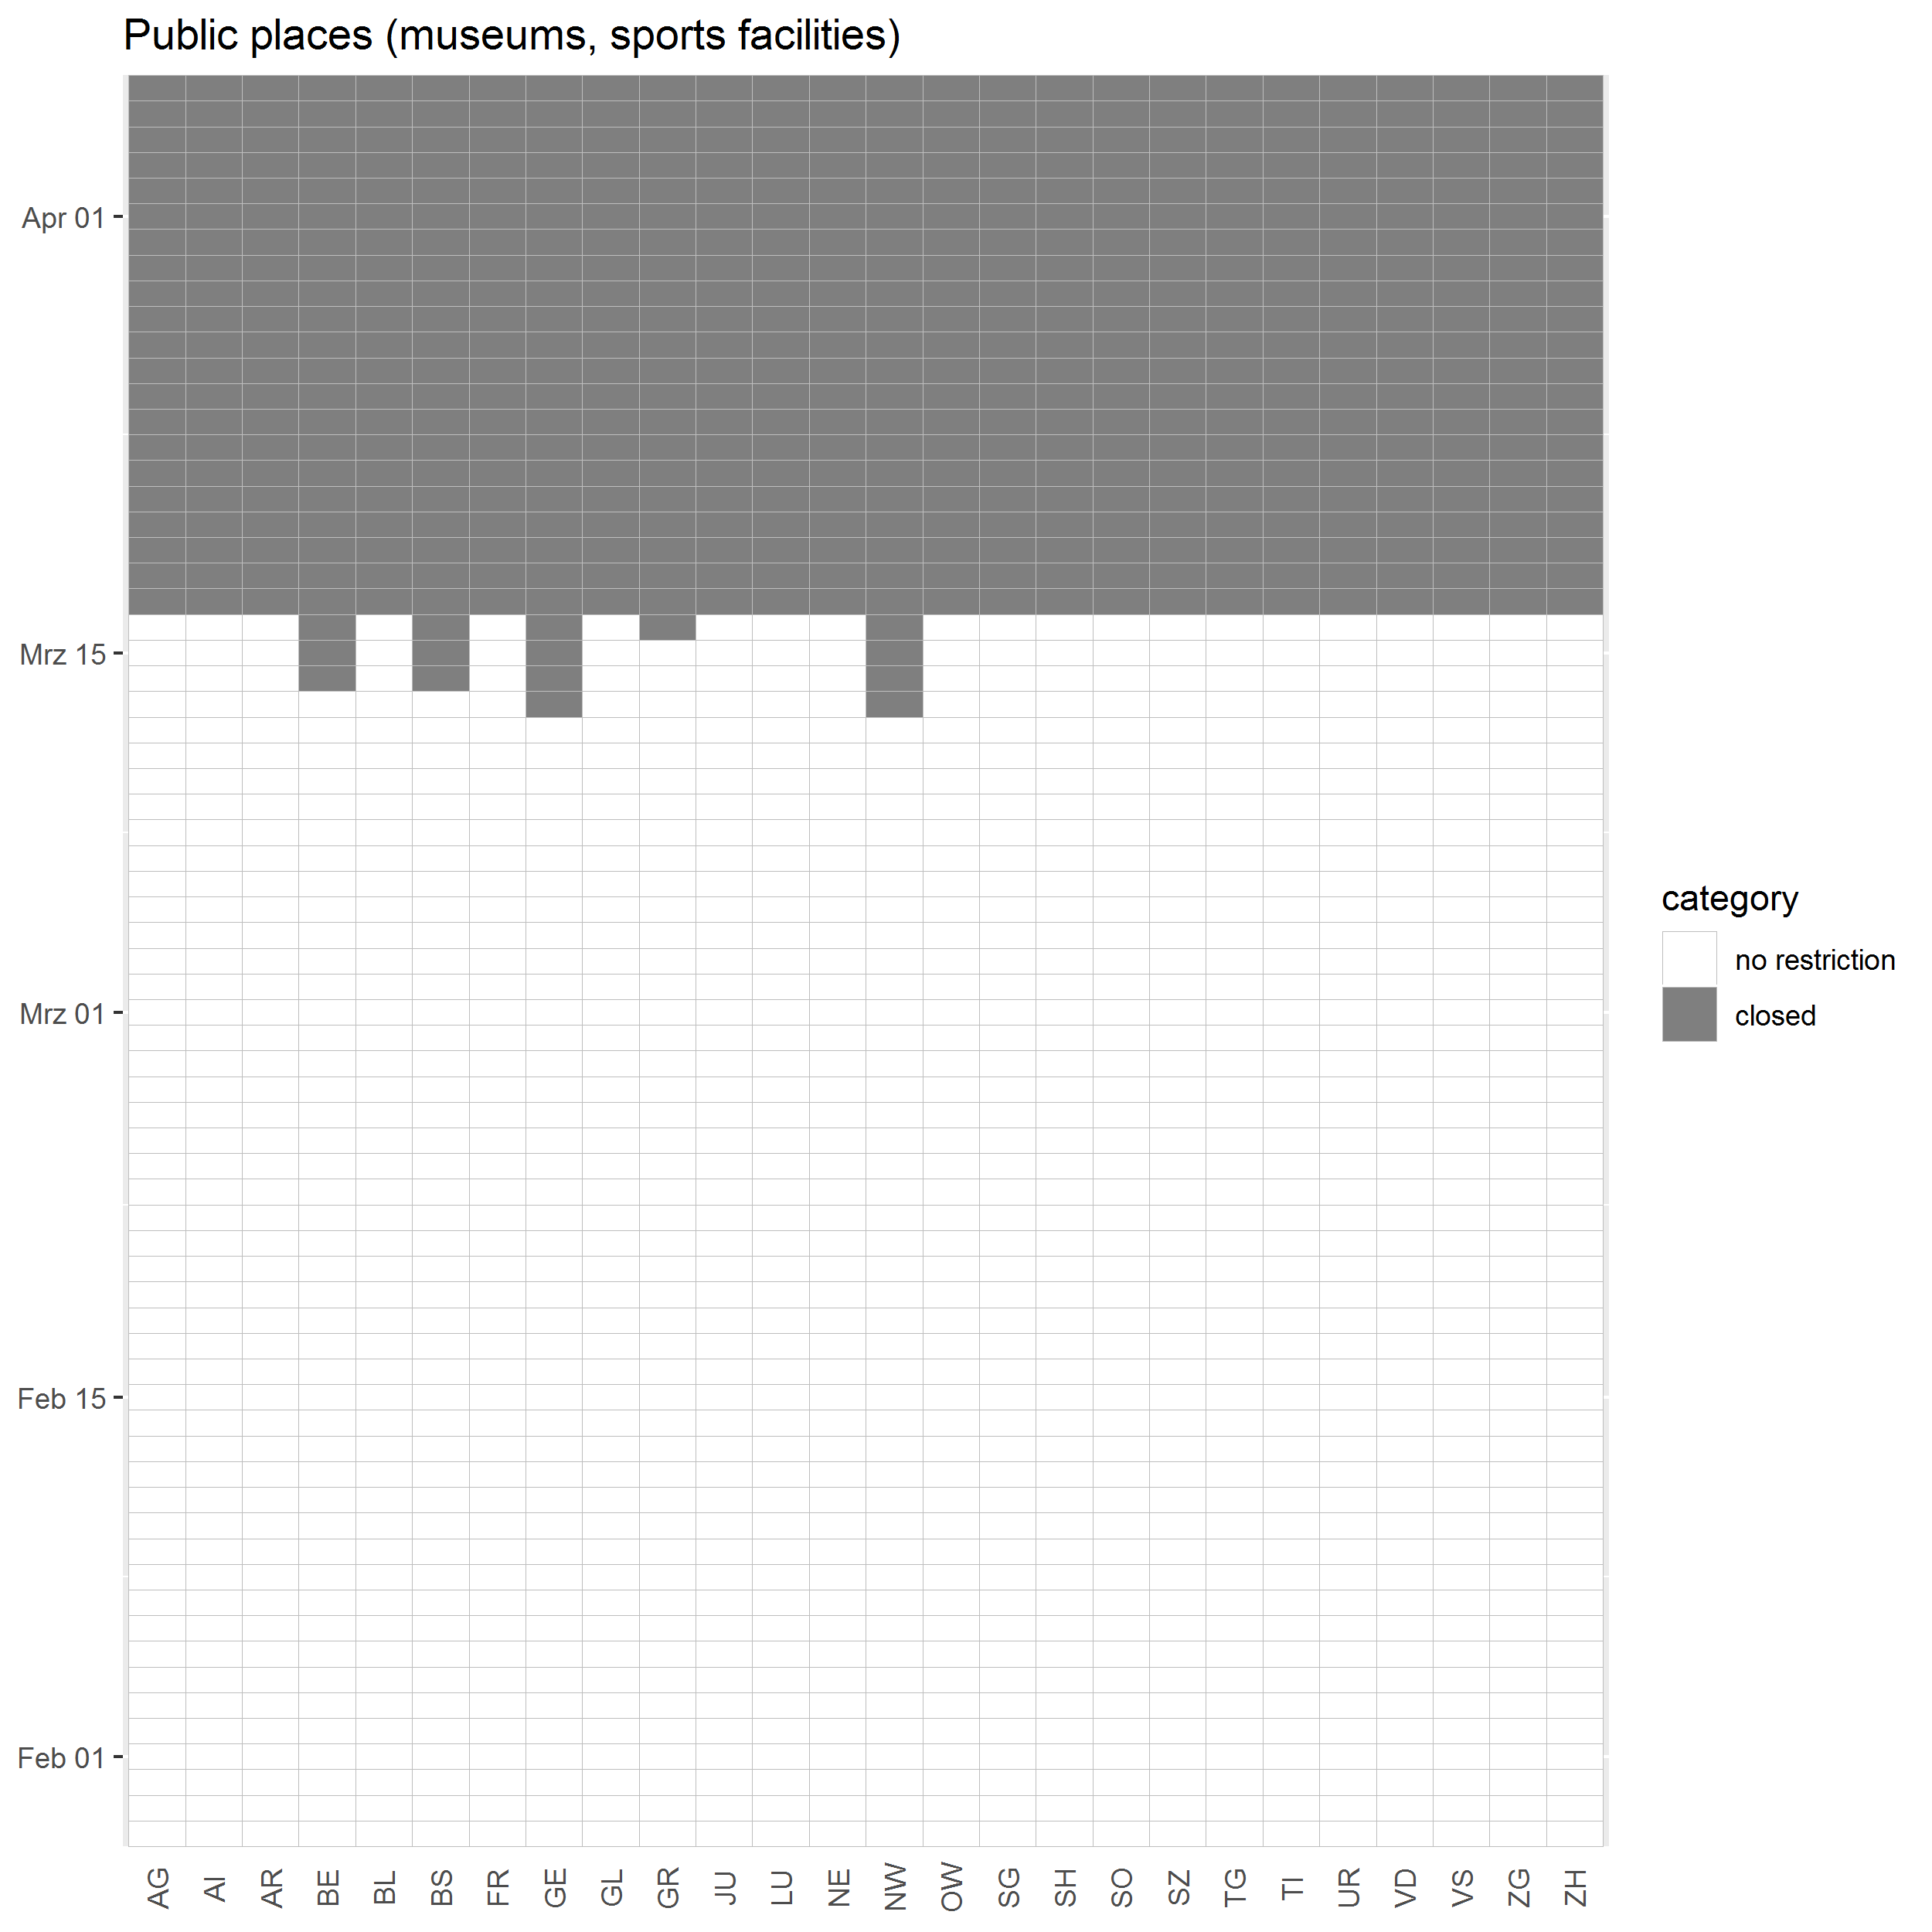 Public places (museums, sports facilities)
Apr 01
Mrz 15
Mrz 01
Feb 15
Feb 01
AG AI AR BE BL BS FR GE GL GR JU LU NE NW OW SG SH SO SZ TG TI UR VD VS ZG ZH
category
no restriction
closed